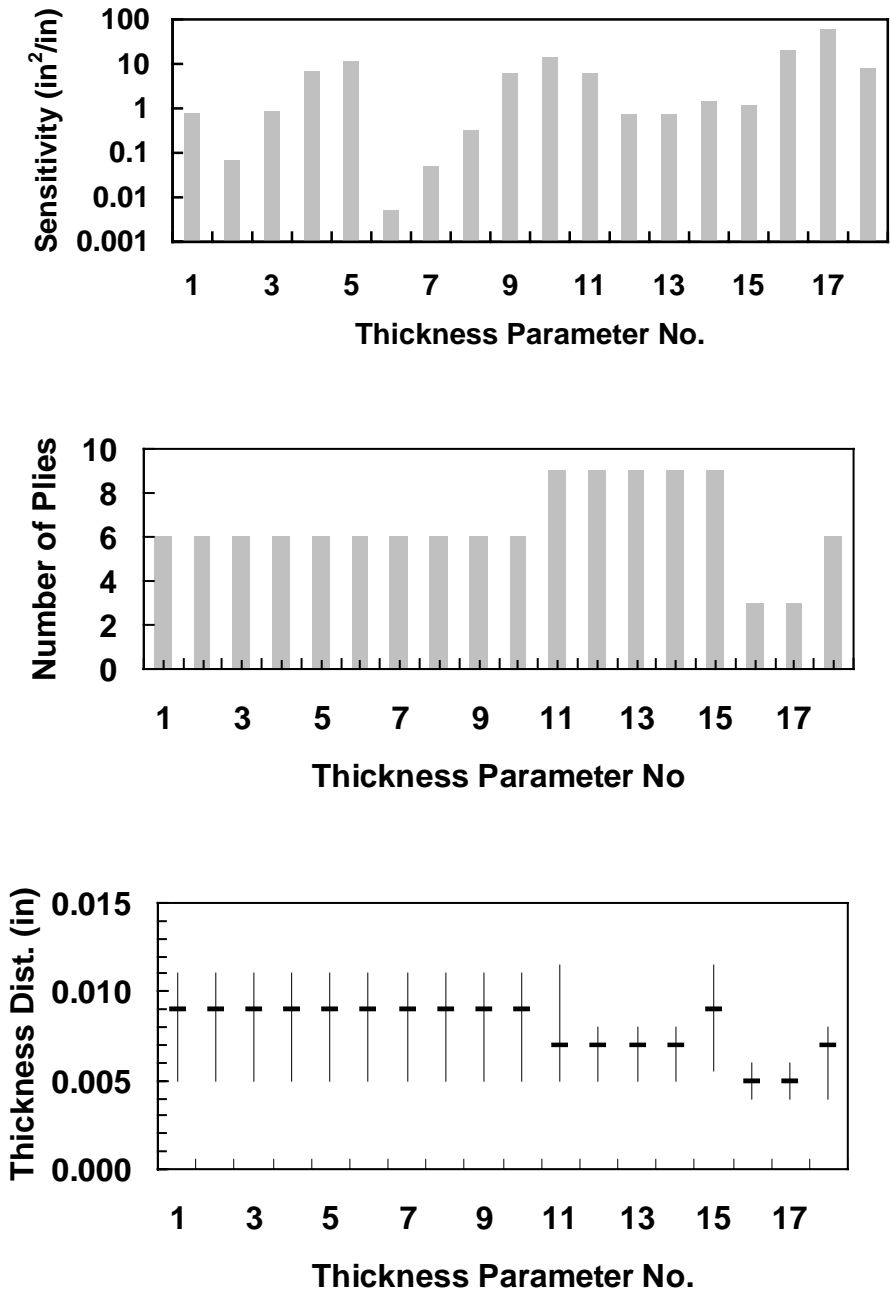 Sensitivity (in²/in)
100
10
1
0.1
0.01
0.001
1 3 5 7 9 11 13 15 17
Thickness Parameter No.
Number of Plies
10
8
6
4
2
0
1 3 5 7 9 11 13 15 17
Thickness Parameter No
Thickness Dist. (in)
0.015
0.010
0.005
0.000
1 3 5 7 9 11 13 15 17
Thickness Parameter No.